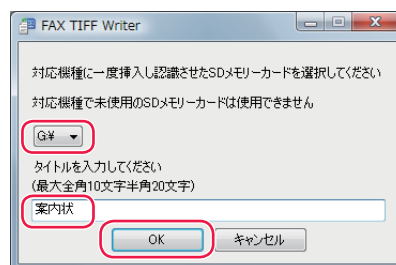 FAX TIFF Writer
対応機種に一度挿入し認識させたSDメモリーカードを選択してください
対応機種で未使用のSDメモリーカードは使用できません
G¥
タイトルを入力してください
(最大全角10文字半角20文字)
案内状
OK キャンセル